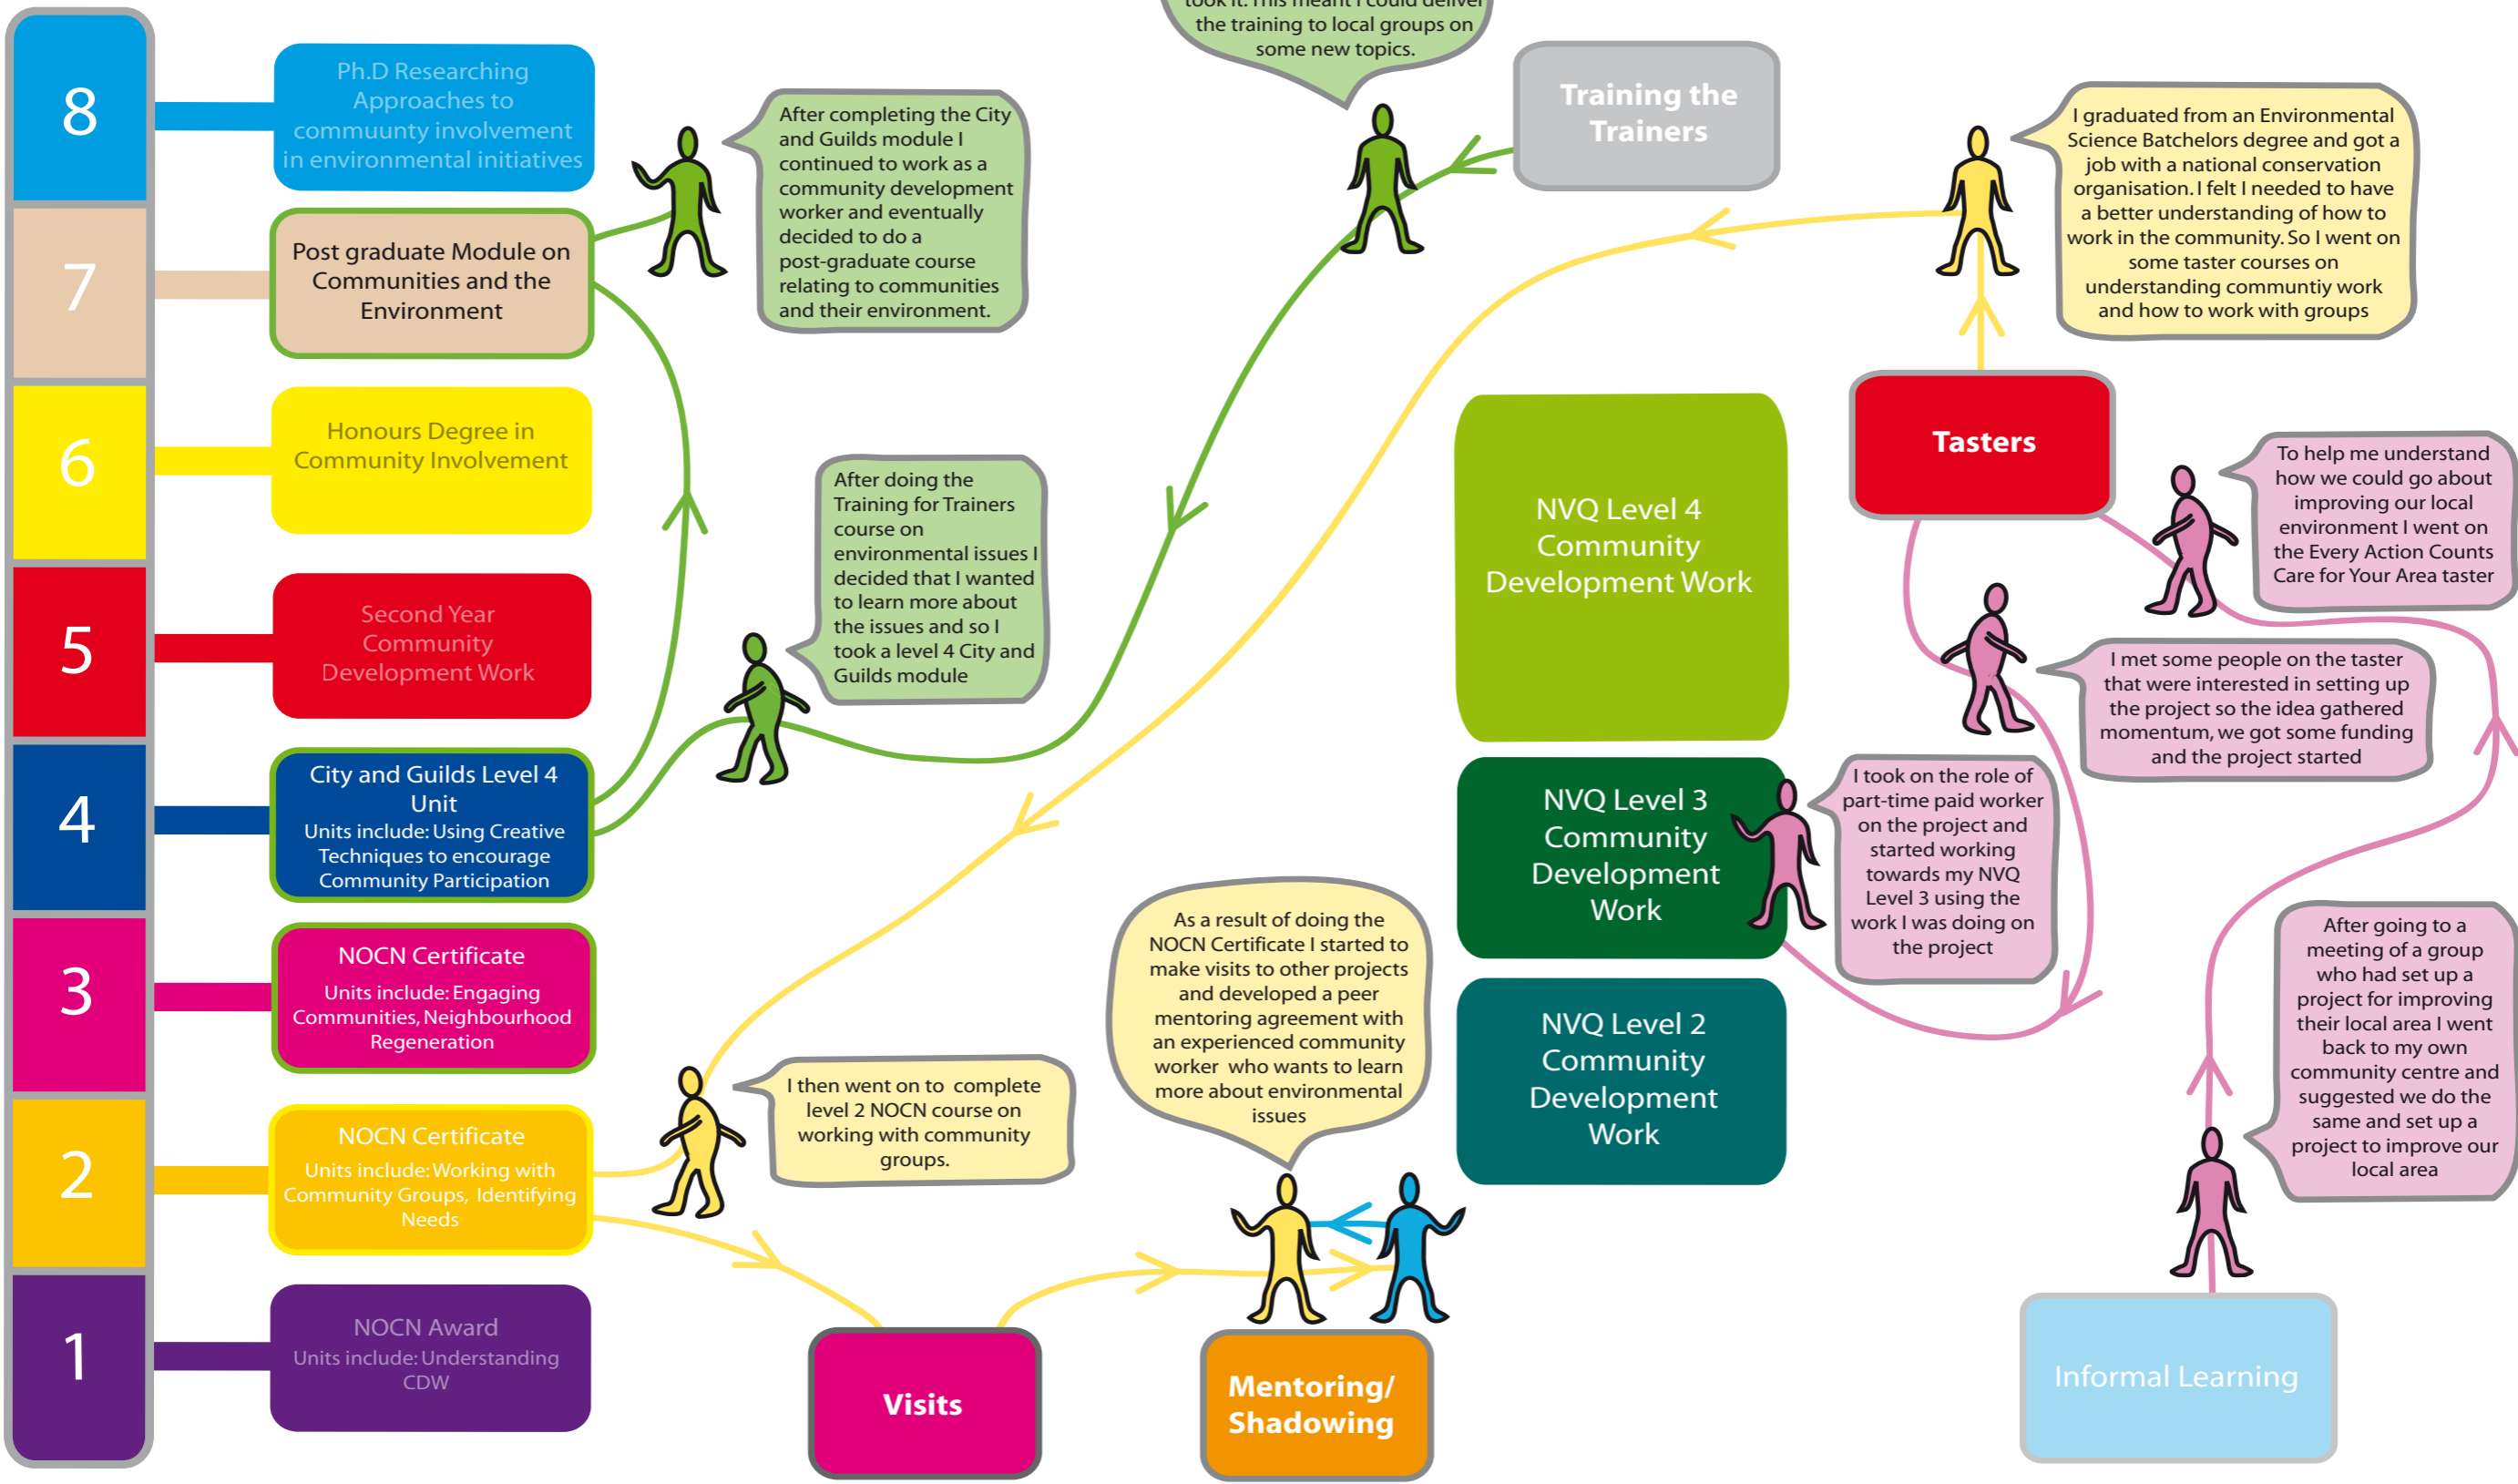 took it. This meant I could deliver
the training to local groups on
some new topics.
8
Ph.D Researching
Approaches to
commuunty involvement
in environmental initiatives
After completing the City
and Guilds module I
continued to work as a
community development
worker and eventually
decided to do a
post-graduate course
relating to communities
and their environment.
Training the
Trainers
I graduated from an Environmental
Science Batchelors degree and got a
job with a national conservation
organisation. I felt I needed to have
a better understanding of how to
work in the community. So I went on
some taster courses on
understanding communtiy work
and how to work with groups
7
Post graduate Module on
Communities and the
Environment
6
Honours Degree in
Community Involvement
Tasters
To help me understand
how we could go about
improving our local
environment I went on
the Every Action Counts
Care for Your Area taster
After doing the
Training for Trainers
course on
environmental issues I
decided that I wanted
to learn more about
the issues and so I
took a level 4 City and
Guilds module
NVQ Level 4
Community
Development Work
5
Second Year
Community
Development Work
I met some people on the taster
that were interested in setting up
the project so the idea gathered
momentum, we got some funding
and the project started
4
City and Guilds Level 4
Unit
Units include: Using Creative
Techniques to encourage
Community Participation
NVQ Level 3
Community
Development
Work
I took on the role of
part-time paid worker
on the project and
started working
towards my NVQ
Level 3 using the
work I was doing on
the project
3
NOCN Certificate
Units include: Engaging
Communities, Neighbourhood
Regeneration
As a result of doing the
NOCN Certificate I started to
make visits to other projects
and developed a peer
mentoring agreement with
an experienced community
worker who wants to learn
more about environmental
issues
After going to a
meeting of a group
who had set up a
project for improving
their local area I went
back to my own
community centre and
suggested we do the
same and set up a
project to improve our
local area
NVQ Level 2
Community
Development
Work
2
NOCN Certificate
Units include: Working with
Community Groups, Identifying
Needs
I then went on to complete
level 2 NOCN course on
working with community
groups.
1
NOCN Award
Units include: Understanding
CDW
Visits
Mentoring/
Shadowing
Informal Learning